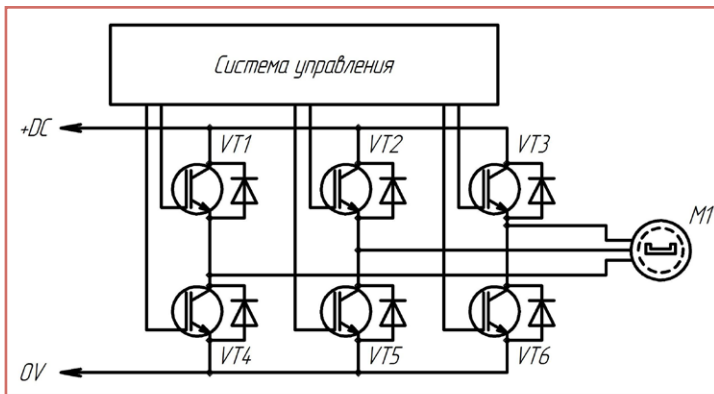 Система управления
+DC
VT1
VT2
VT3
M1
VT4
VT5
VT6
0V